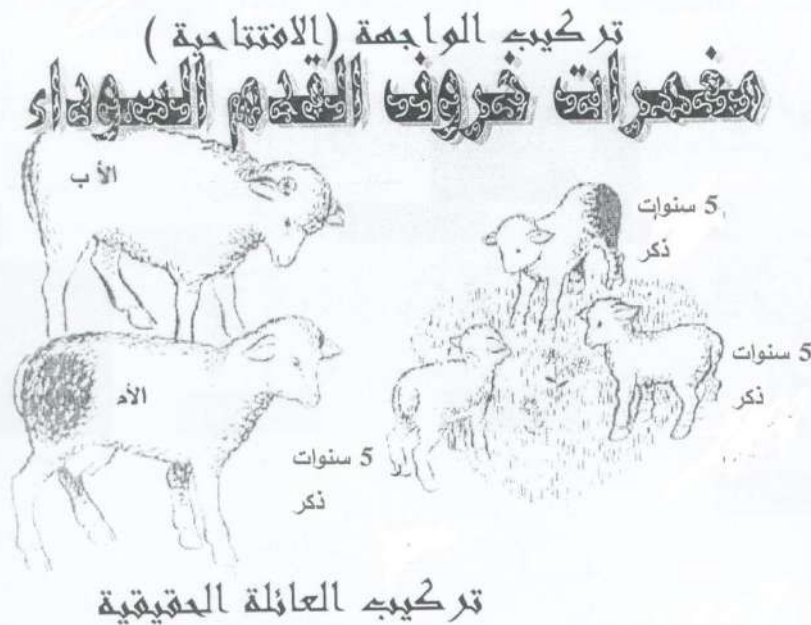 تركيب الواجهة (الافتتاحية)
مغمرات خروف القدم السوداء
الأب
5 سنوات
ذكر
5 سنوات
ذكر
الأم
5 سنوات
ذكر
تركيب العائلة الحقيقية